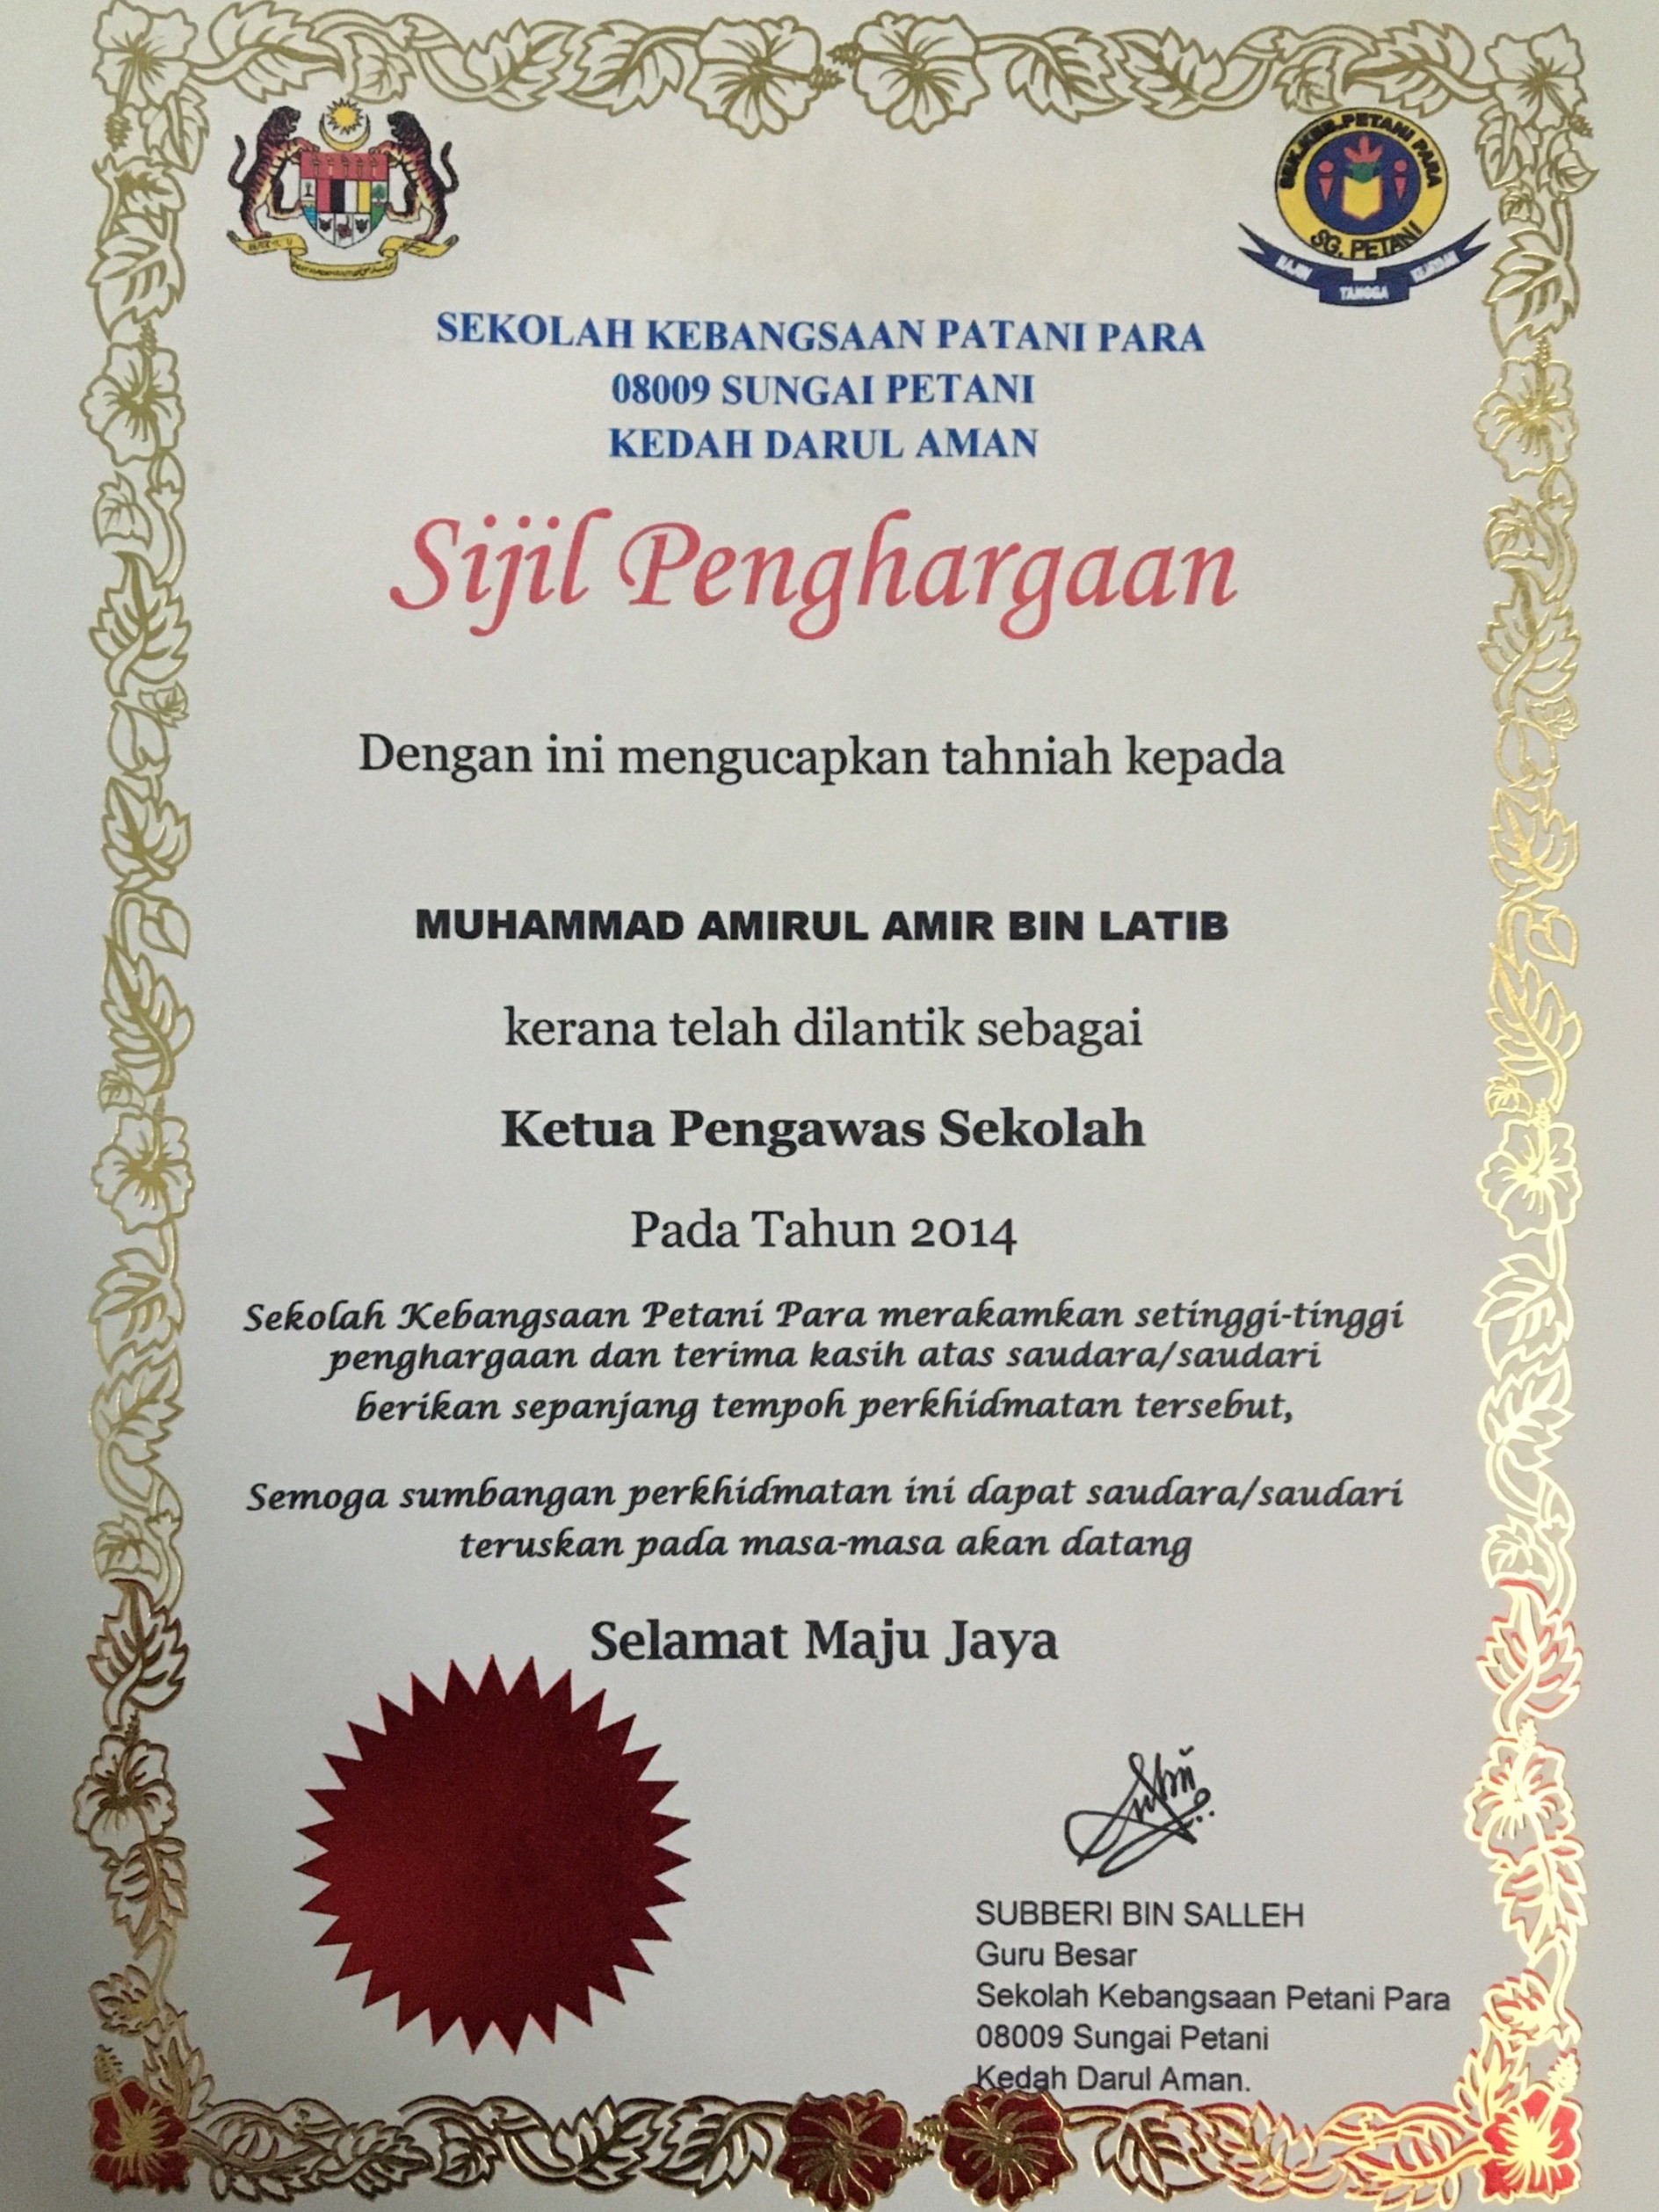 SEK.KEB.PETANI PARA
SG. PETANI
TANGGA
SEKOLAH KEBANGSAAN PATANI PARA
08009 SUNGAI PETANI
KEDAH DARUL AMAN
Sijil Penghargaan
Dengan ini mengucapkan tahniah kepada
MUHAMMAD AMIRUL AMIR BIN LATIB
kerana telah dilantik sebagai
Ketua Pengawas Sekolah
Pada Tahun 2014
Sekolah Kebangsaan Petani Para merakamkan setinggi-tinggi
penghargaan dan terima kasih atas saudara/saudari
berikan sepanjang tempoh perkhidmatan tersebut,
Semoga sumbangan perkhidmatan ini dapat saudara/saudari
teruskan pada masa-masa akan datang
Selamat Maju Jaya
SUBBERI BIN SALLEH
Guru Besar
Sekolah Kebangsaan Petani Para
08009 Sungai Petani
Kedah Darul Aman.